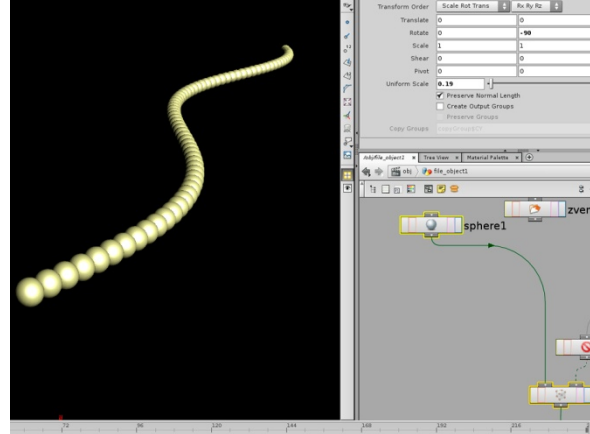 Transform Order Scale Rot Trans Rx Ry Rz
Translate 0 0
Rotate 0 -90
Scale 1 1
Shear 0 0
Pivot 0 0
Uniform Scale 0.19
Preserve Normal Length
Create Output Groups
Preserve Groups
Copy Groups
/obj/file_object1 x Tree View x Material Palette x
obj file_object1
sphere1
zver
72 96 120 144 168 192 216